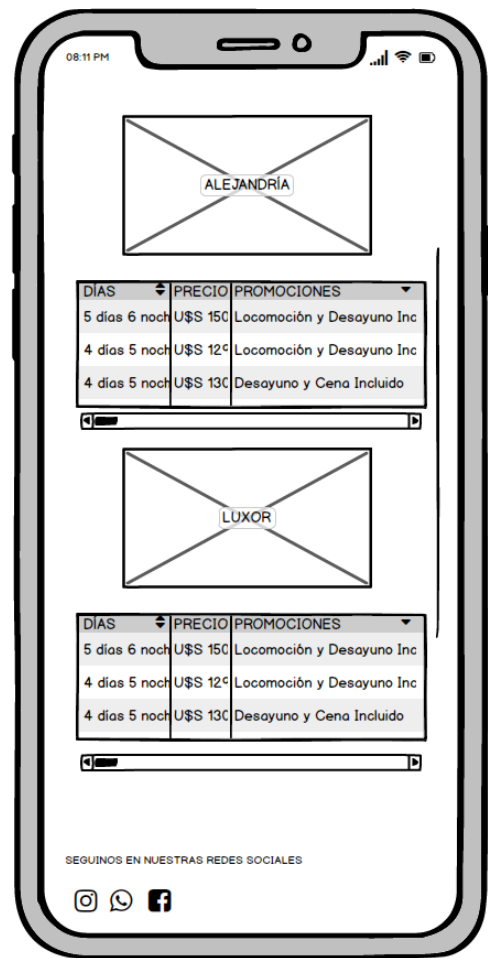 08:11 PM
ALEJANDRÍA
DÍAS PRECIO PROMOCIONES
5 días 6 noch U$S 150 Locomoción y Desayuno Inc
4 días 5 noch U$S 129 Locomoción y Desayuno Inc
4 días 5 noch U$S 130 Desayuno y Cena Incluido
LUXOR
DÍAS PRECIO PROMOCIONES
5 días 6 noch U$S 150 Locomoción y Desayuno Inc
4 días 5 noch U$S 129 Locomoción y Desayuno Inc
4 días 5 noch U$S 130 Desayuno y Cena Incluido
SEGUINOS EN NUESTRAS REDES SOCIALES